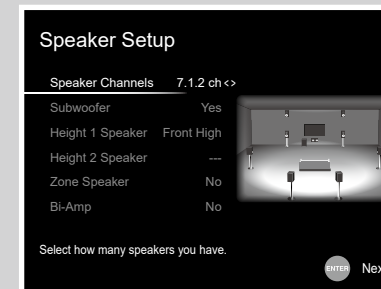 Speaker Setup
Speaker Channels 7.1.2 ch <>
Subwoofer Yes
Height 1 Speaker Front High
Height 2 Speaker ---
Zone Speaker No
Bi-Amp No
Select how many speakers you have.
ENTER Nex